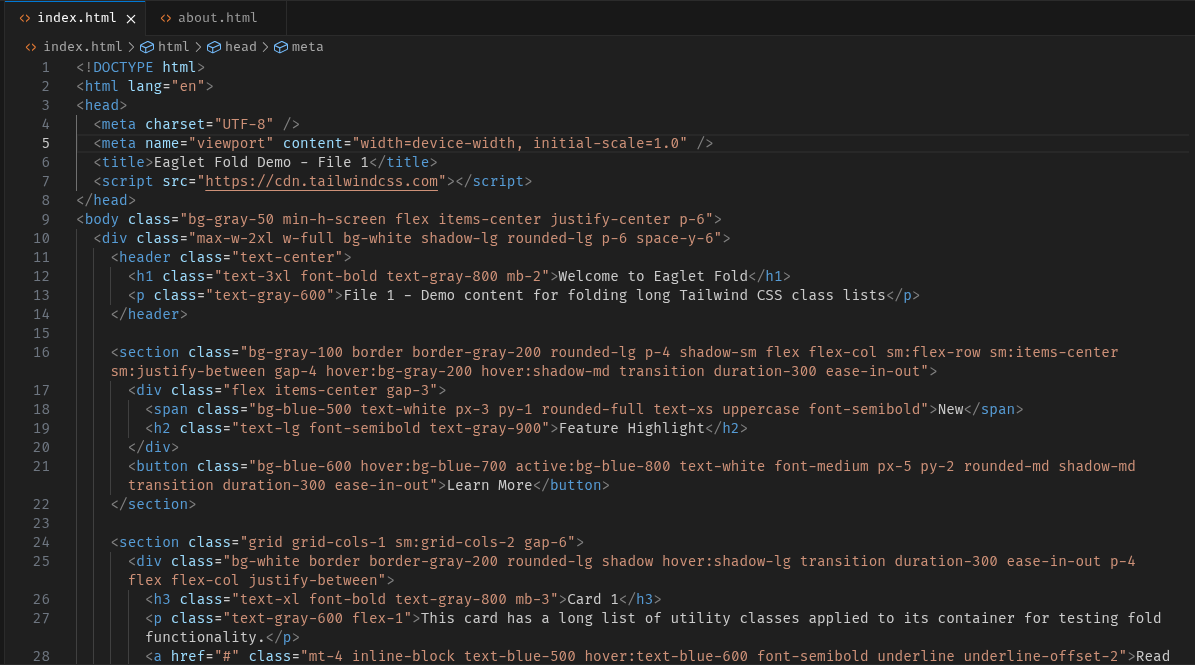 index.html about.html
index.html > html > head > meta
1 <!DOCTYPE html>
2 <html lang="en">
3 <head>
4 <meta charset="UTF-8" />
5 <meta name="viewport" content="width=device-width, initial-scale=1.0" />
6 <title>Eaglet Fold Demo - File 1</title>
7 <script src="https://cdn.tailwindcss.com"></script>
8 </head>
9 <body class="bg-gray-50 min-h-screen flex items-center justify-center p-6">
10 <div class="max-w-2xl w-full bg-white shadow-lg rounded-lg p-6 space-y-6">
11 <header class="text-center">
12 <h1 class="text-3xl font-bold text-gray-800 mb-2">Welcome to Eaglet Fold</h1>
13 <p class="text-gray-600">File 1 - Demo content for folding long Tailwind CSS class lists</p>
14 </header>
15
16 <section class="bg-gray-100 border border-gray-200 rounded-lg p-4 shadow-sm flex flex-col sm:flex-row sm:items-center
sm:justify-between gap-4 hover:bg-gray-200 hover:shadow-md transition duration-300 ease-in-out">
17 <div class="flex items-center gap-3">
18 <span class="bg-blue-500 text-white px-3 py-1 rounded-full text-xs uppercase font-semibold">New</span>
19 <h2 class="text-lg font-semibold text-gray-900">Feature Highlight</h2>
20 </div>
21 <button class="bg-blue-600 hover:bg-blue-700 active:bg-blue-800 text-white font-medium px-5 py-2 rounded-md shadow-md
transition duration-300 ease-in-out">Learn More</button>
22 </section>
23
24 <section class="grid grid-cols-1 sm:grid-cols-2 gap-6">
25 <div class="bg-white border border-gray-200 rounded-lg shadow hover:shadow-lg transition duration-300 ease-in-out p-4
flex flex-col justify-between">
26 <h3 class="text-xl font-bold text-gray-800 mb-3">Card 1</h3>
27 <p class="text-gray-600 flex-1">This card has a long list of utility classes applied to its container for testing fold
functionality.</p>
28 <a href="#" class="mt-4 inline-block text-blue-500 hover:text-blue-600 font-semibold underline underline-offset-2">Read